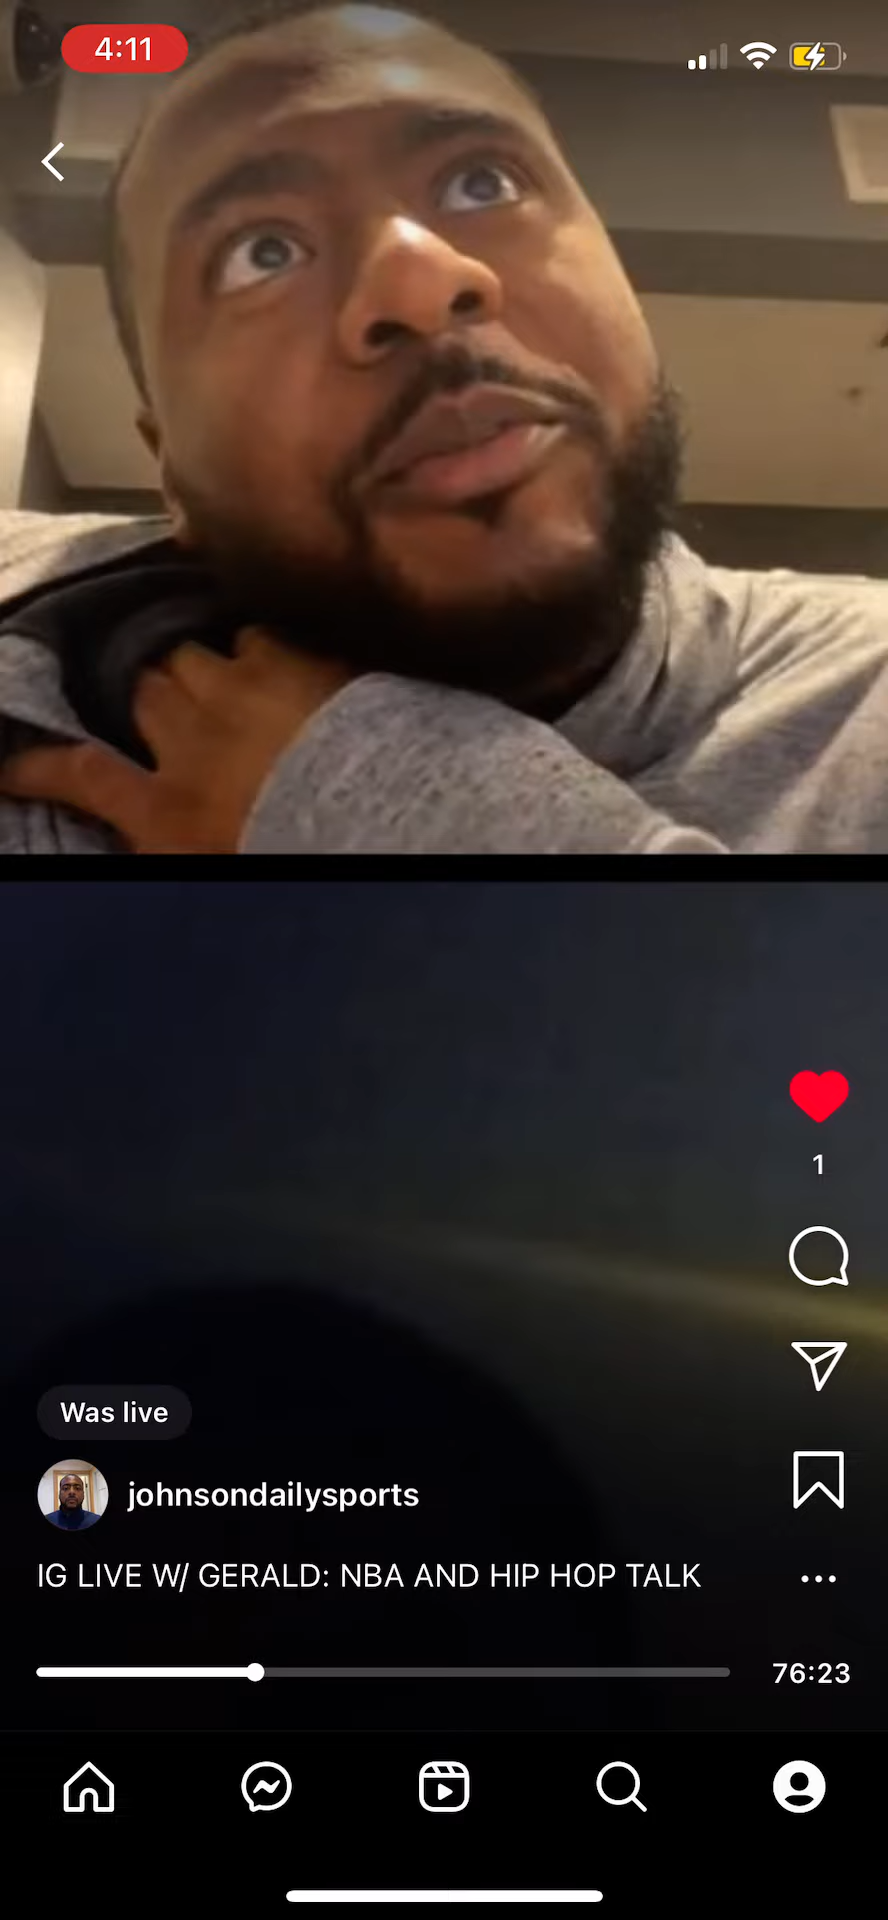 4:11
1
Was live
johnsondailysports
IG LIVE W/ GERALD: NBA AND HIP HOP TALK
76:23